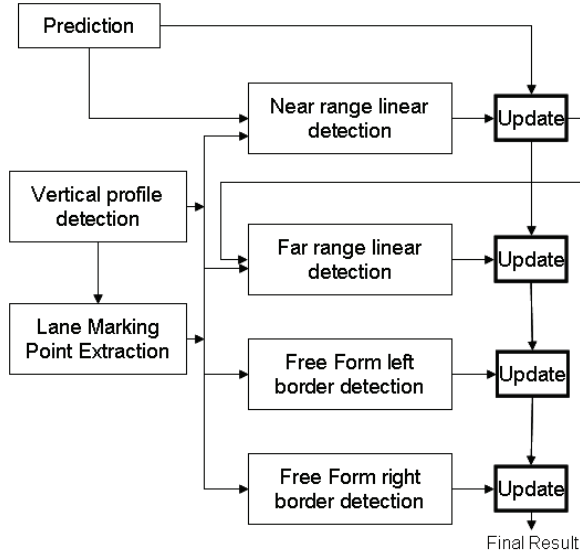 Prediction
Near range linear
detection
Update
Vertical profile
detection
Far range linear
detection
Update
Lane Marking
Point Extraction
Free Form left
border detection
Update
Free Form right
border detection
Update
Final Result